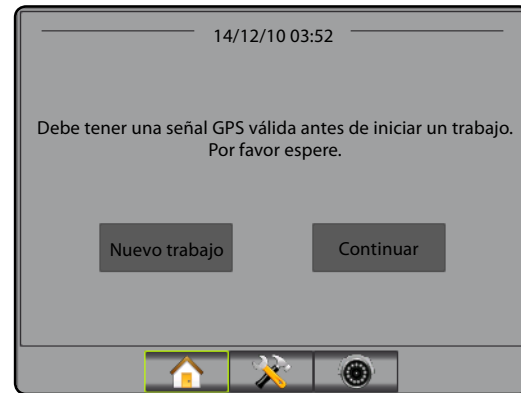 14/12/10 03:52
Debe tener una señal GPS válida antes de iniciar un trabajo.
Por favor espere.
Nuevo trabajo
Continuar